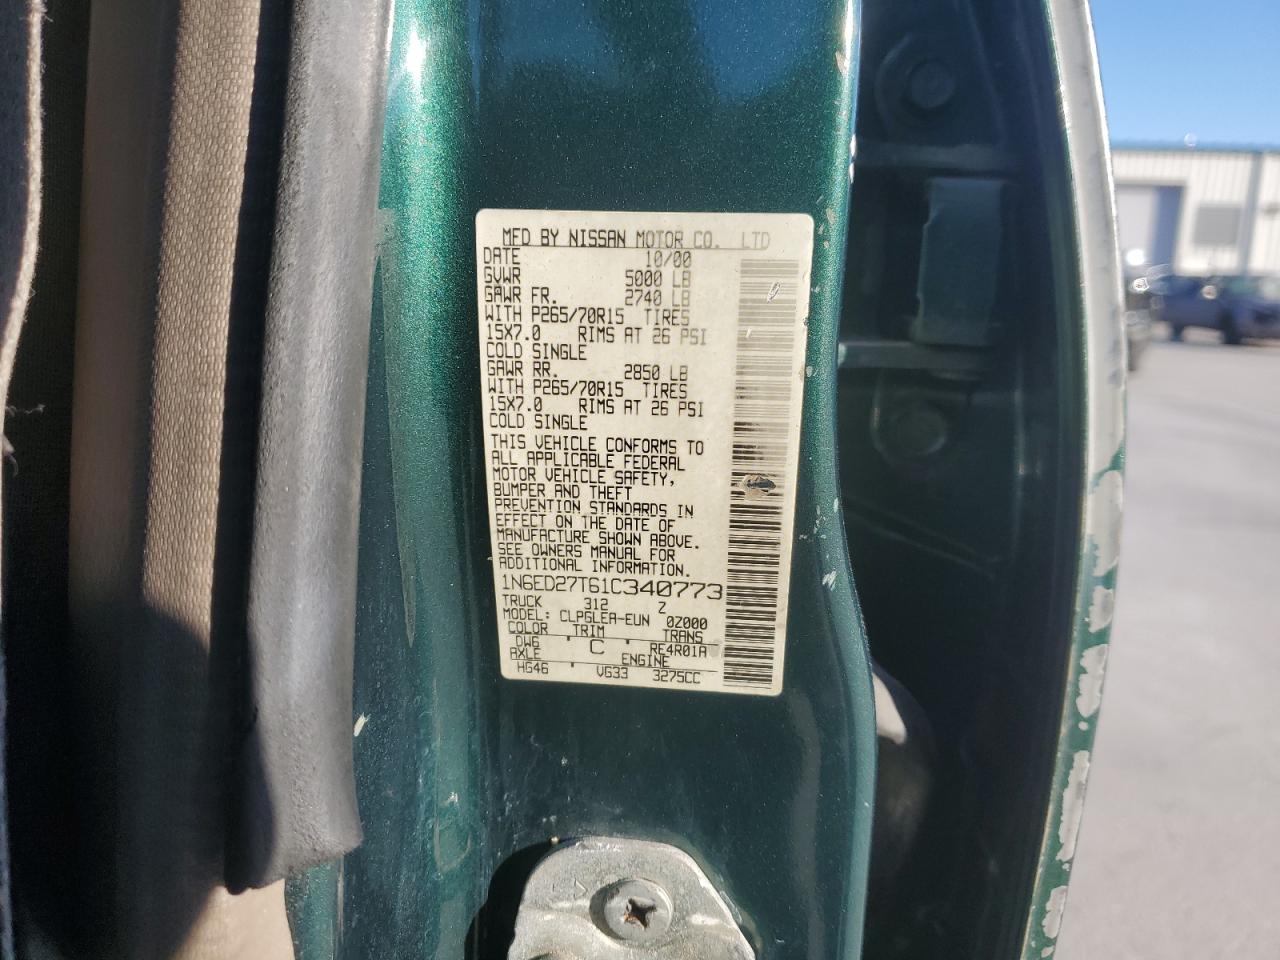 MFD BY NISSAN MOTOR CO. LTD
DATE 10/00
GVWR 5000 LB
GAWR FR. 2740 LB
WITH P265/70R15 TIRES
15X7.0 RIMS AT 26 PSI
COLD SINGLE
GAWR RR. 2850 LB
WITH P265/70R15 TIRES
15X7.0 RIMS AT 26 PSI
COLD SINGLE
THIS VEHICLE CONFORMS TO
ALL APPLICABLE FEDERAL
MOTOR VEHICLE SAFETY,
BUMPER AND THEFT
PREVENTION STANDARDS IN
EFFECT ON THE DATE OF
MANUFACTURE SHOWN ABOVE.
SEE OWNERS MANUAL FOR
ADDITIONAL INFORMATION.
1N6ED27T61C340773
TRUCK 312 Z
MODEL: CLPGLEA-EUN 0Z000
COLOR TRIM TRANS
DW6 C RE4R01A
AXLE ENGINE
HG46 VG33 3275CC